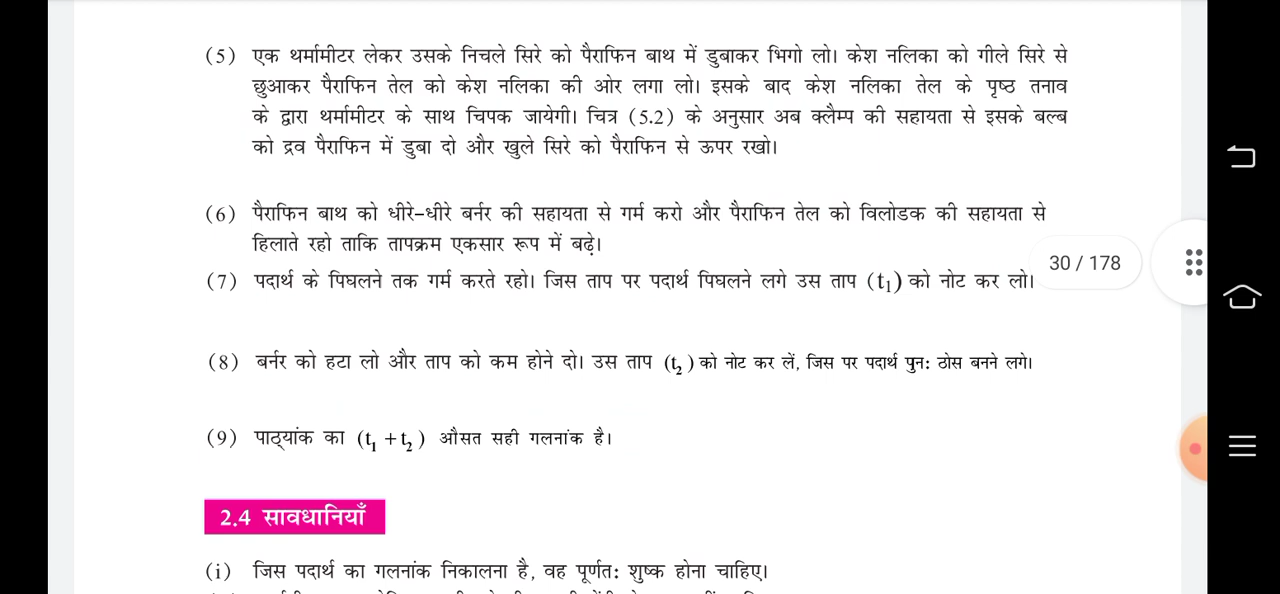 (5) एक थर्मामीटर लेकर उसके निचले सिरे को पैराफिन बाथ में डुबाकर भिगो लो। केश नलिका को गीले सिरे से
छुआकर पैराफिन तेल को केश नलिका की ओर लगा लो। इसके बाद केश नलिका तेल के पृष्ठ तनाव
के द्वारा थर्मामीटर के साथ चिपक जायेगी। चित्र (5.2) के अनुसार अब क्लैम्प की सहायता से इसके बल्ब
को द्रव पैराफिन में डुबा दो और खुले सिरे को पैराफिन से ऊपर रखो।
(6) पैराफिन बाथ को धीरे-धीरे बर्नर की सहायता से गर्म करो और पैराफिन तेल को विलोडक की सहायता से
हिलाते रहो ताकि तापक्रम एकसार रूप में बढ़े।
30 / 178
(7) पदार्थ के पिघलने तक गर्म करते रहो। जिस ताप पर पदार्थ पिघलने लगे उस ताप (t₁) को नोट कर लो।
(8) बर्नर को हटा लो और ताप को कम होने दो। उस ताप (t₂) को नोट कर लें, जिस पर पदार्थ पुन: ठोस बनने लगे।
(9) पाठ्यांक का (t₁ + t₂) औसत सही गलनांक है।
2.4 सावधानियाँ
(i) जिस पदार्थ का गलनांक निकालना है, वह पूर्णत: शुष्क होना चाहिए।